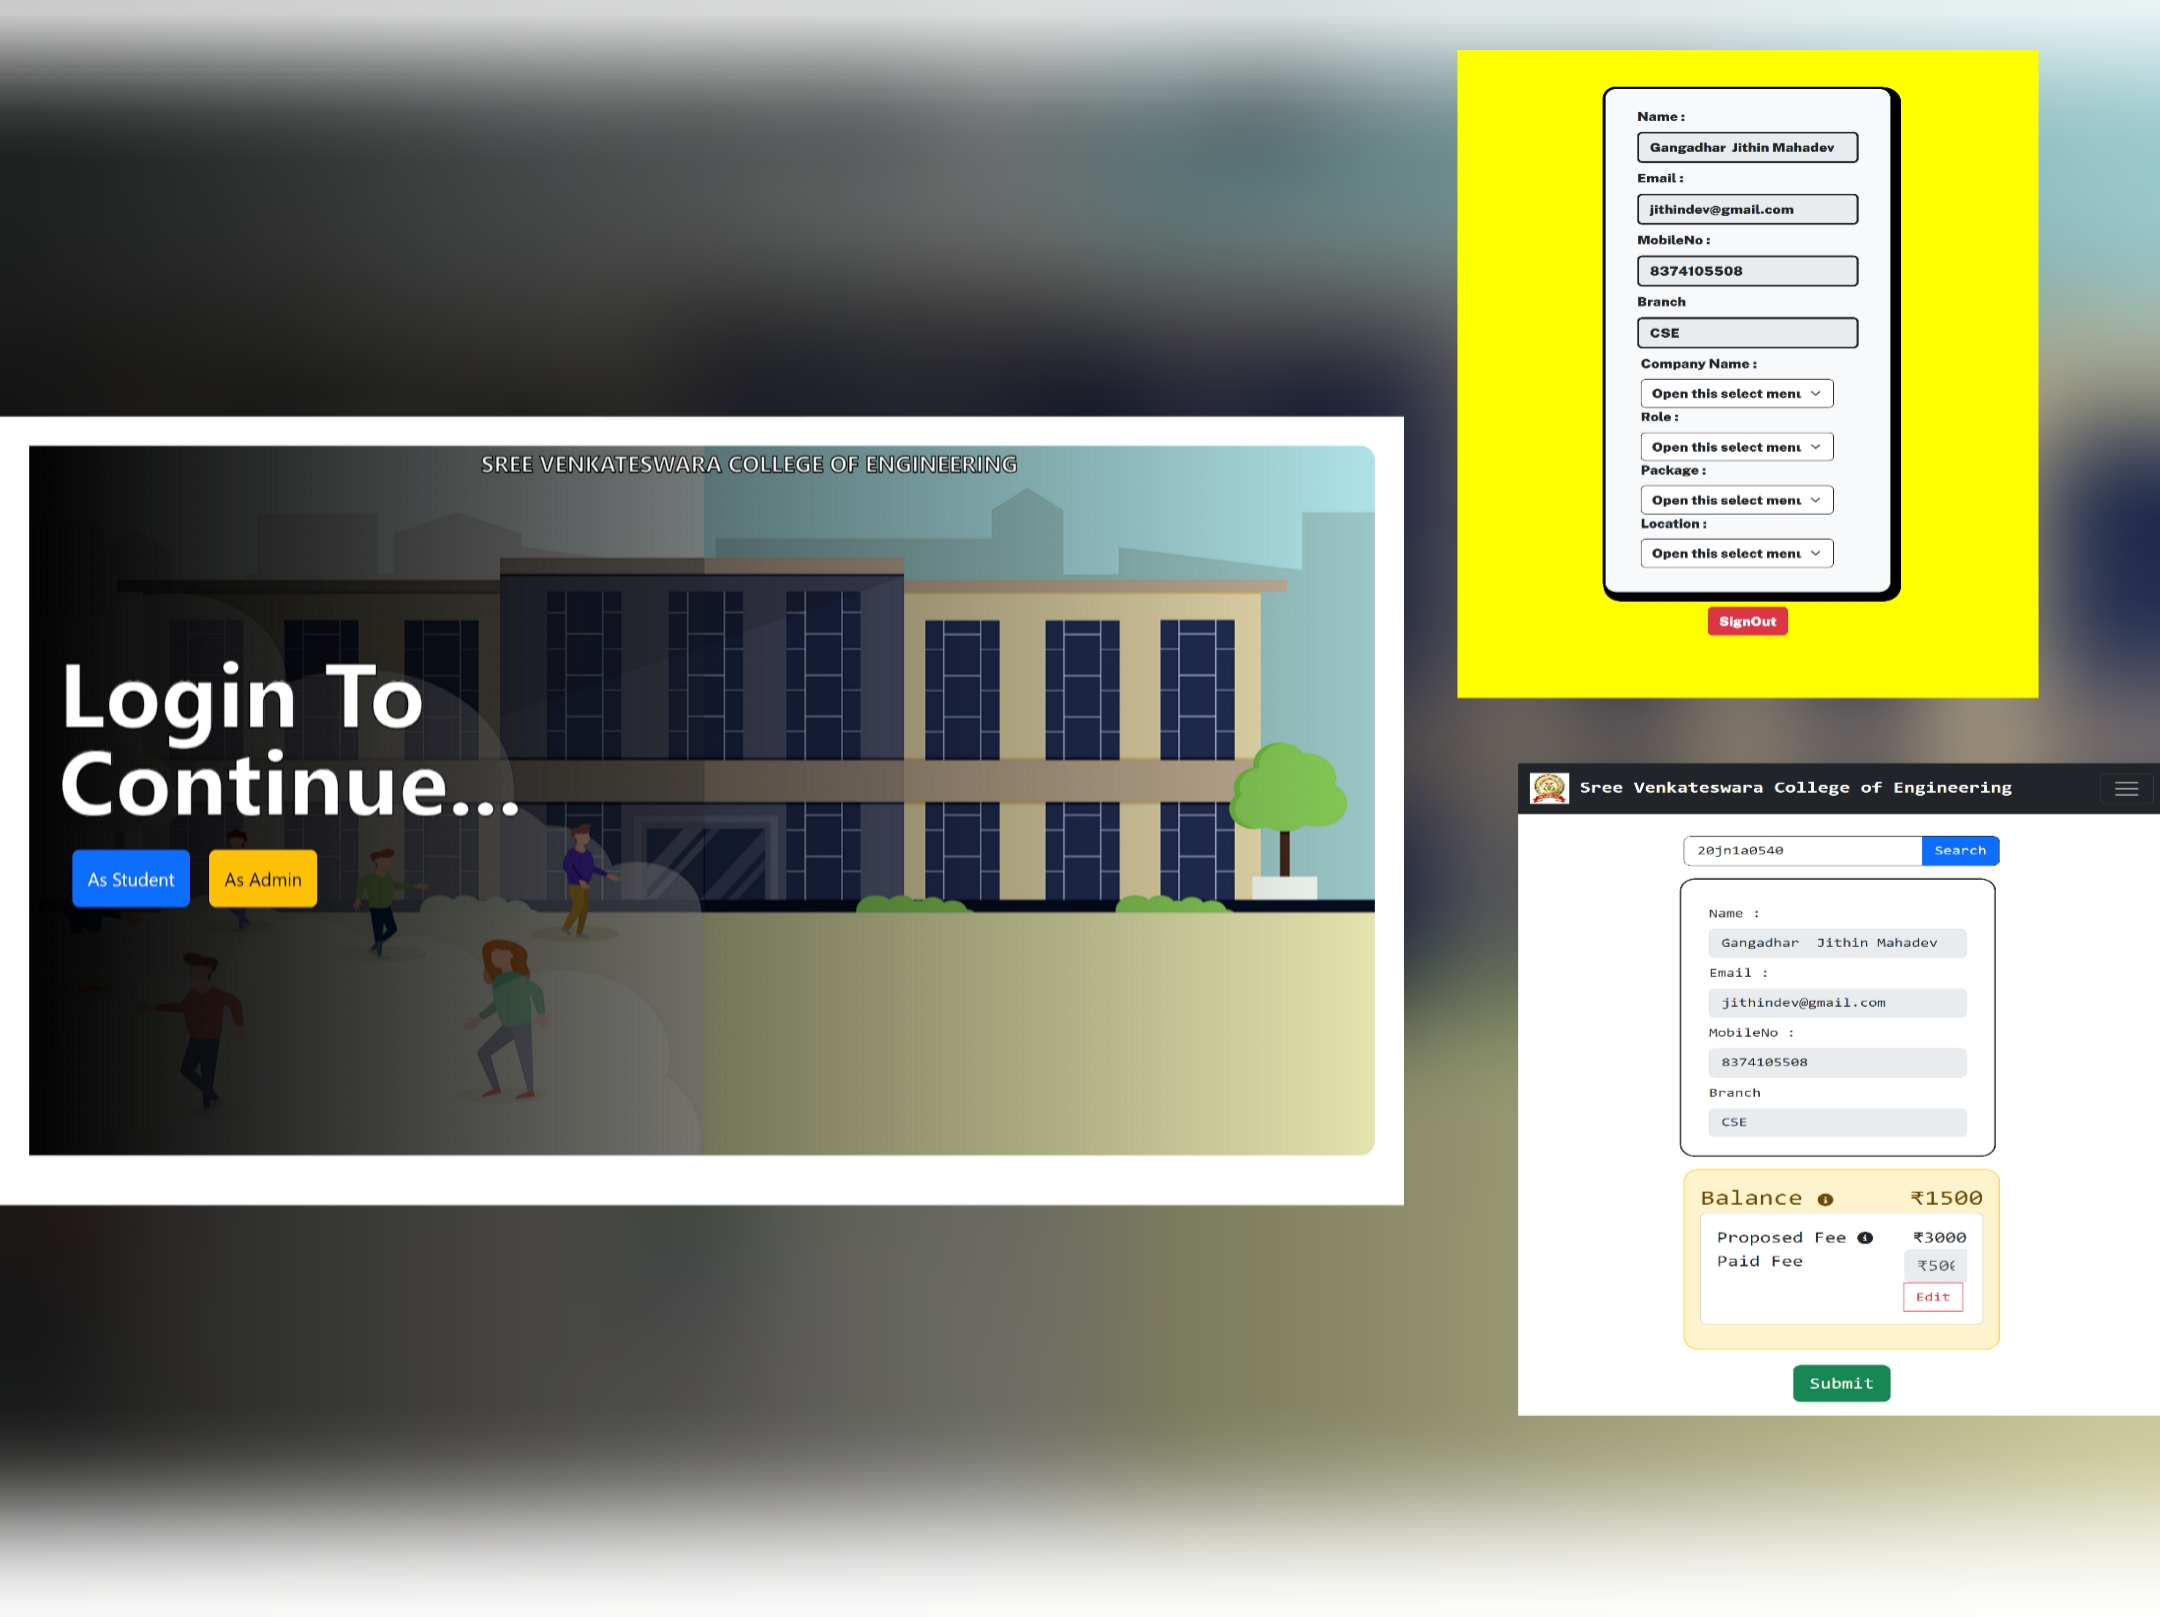 SREE VENKATESWARA COLLEGE OF ENGINEERING
Login To
Continue...
As Student
As Admin
Name :
Gangadhar Jithin Mahadev
Email :
jithindev@gmail.com
MobileNo :
8374105508
Branch
CSE
Company Name :
Open this select menu
Role :
Open this select menu
Package :
Open this select menu
Location :
Open this select menu
SignOut
Sree Venkateswara College of Engineering
20jn1a0540
Search
Name :
Gangadhar Jithin Mahadev
Email :
jithindev@gmail.com
MobileNo :
8374105508
Branch
CSE
Balance ₹1500
Proposed Fee ₹3000
Paid Fee
Edit
Submit